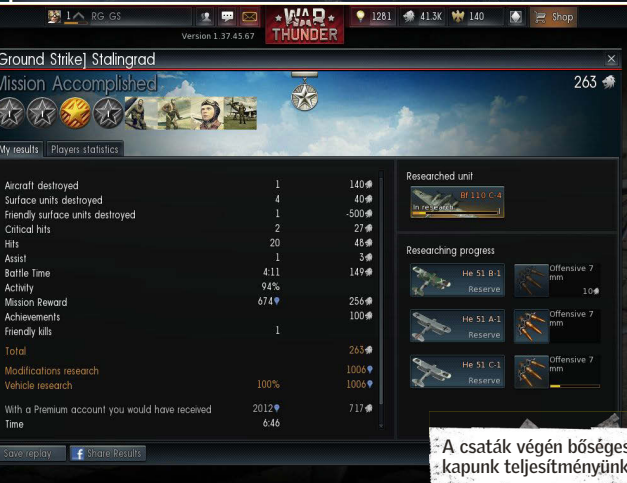 1 RG_GS 1281 41.3K 140 Shop
Version 1.37.45.67
WAR THUNDER
Ground Strike] Stalingrad ×
Mission Accomplished 263
My results Players statistics
Aircraft destroyed 1 140
Surface units destroyed 4 40
Friendly surface units destroyed 1 -500
Critical hits 2 27
Hits 20 48
Assist 1 3
Battle Time 4:11 149
Activity 94%
Mission Reward 674 256
Achievements 100
Friendly kills 1
Total 263
Modifications research 1006
Vehicle research 100% 1006
With a Premium account you would have received 2012 717
Time 6:46
Researched unit
Bf 110 C-4
In research
Researching progress
He 51 B-1
Reserve
Offensive 7 mm
10
He 51 A-1
Reserve
Offensive 7 mm
He 51 C-1
Reserve
Offensive 7 mm
Save replay f Share Results
A csaták végén bőséges
kapunk teljesítményünk